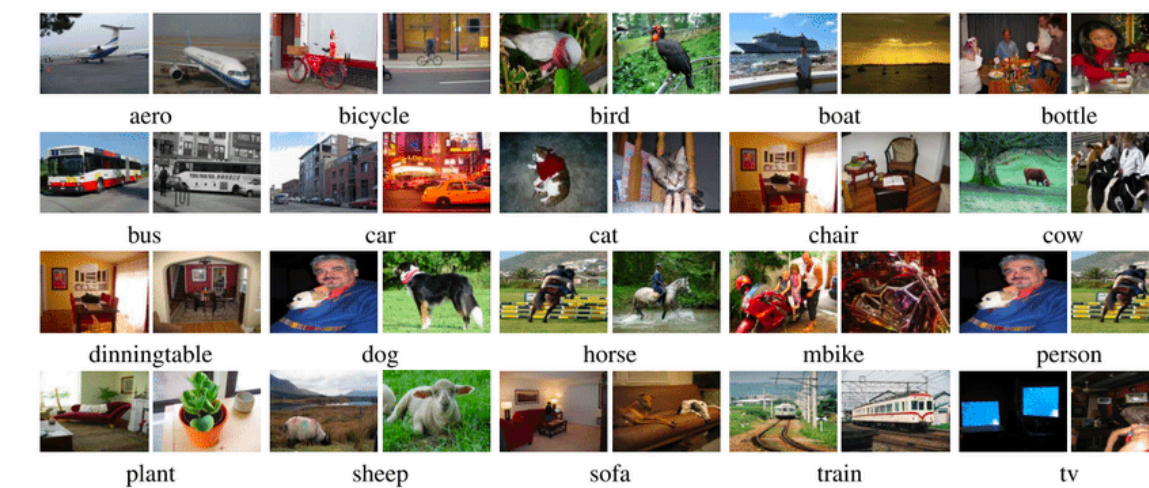 aero bicycle bird boat bottle
bus car cat chair cow
dinningtable dog horse mbike person
plant sheep sofa train tv